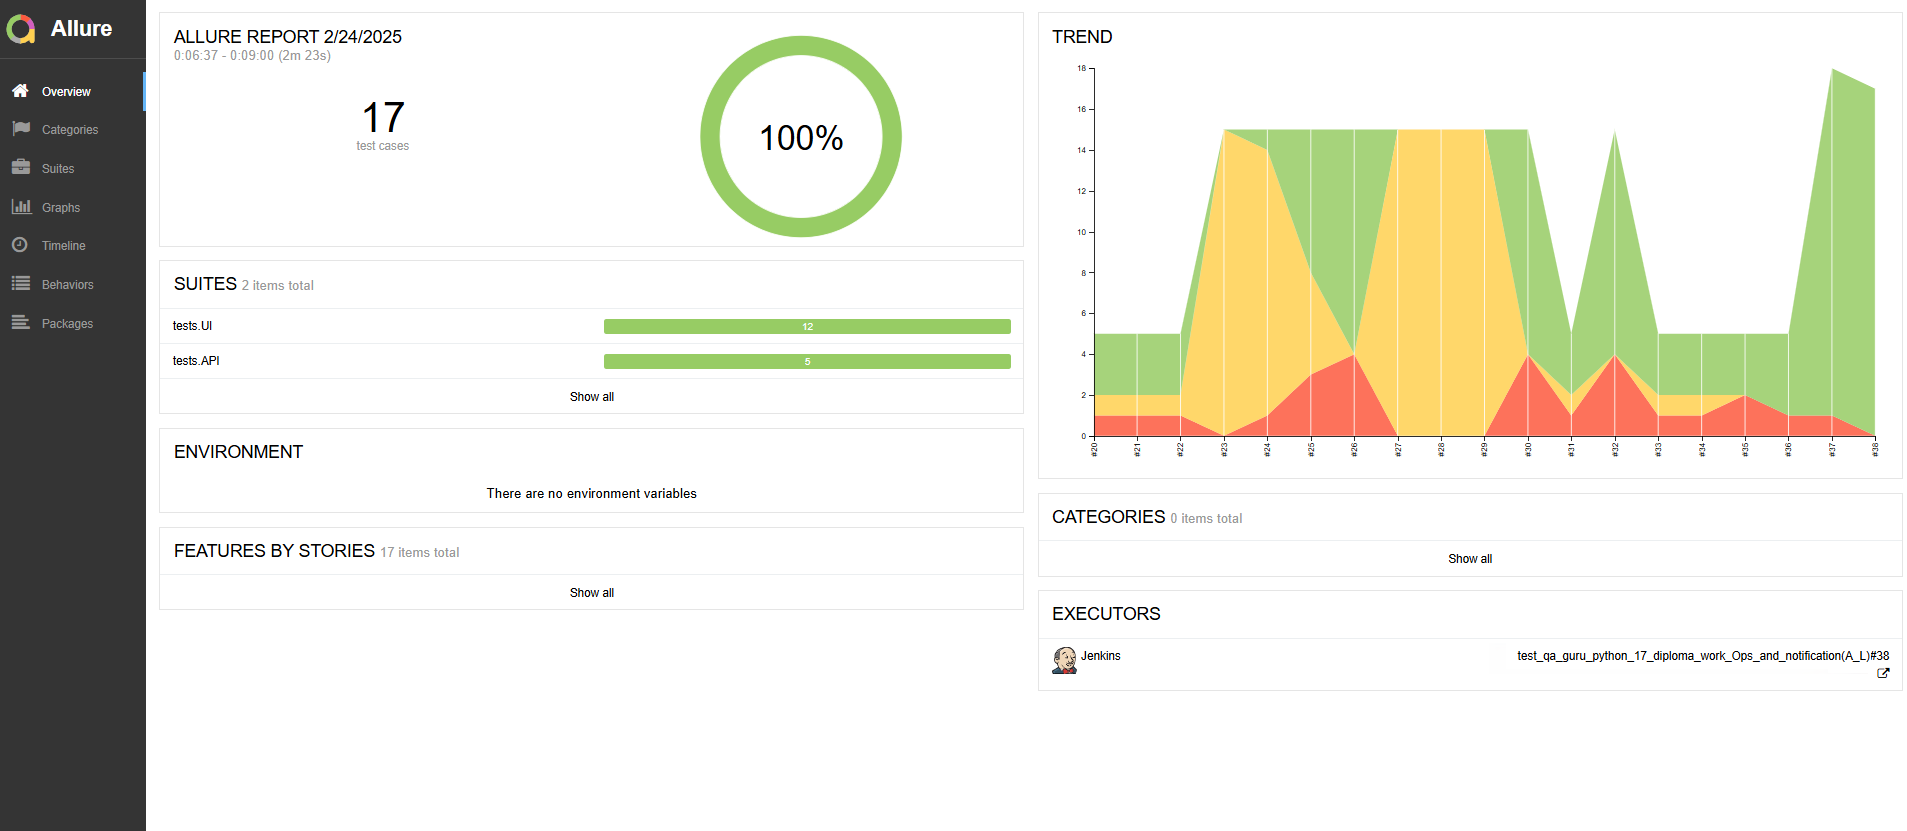 Allure
Overview
Categories
Suites
Graphs
Timeline
Behaviors
Packages
ALLURE REPORT 2/24/2025
0:06:37 - 0:09:00 (2m 23s)
17
test cases
100%
SUITES 2 items total
tests.UI 12
tests.API 5
Show all
ENVIRONMENT
There are no environment variables
FEATURES BY STORIES 17 items total
Show all
TREND
18
16
14
12
10
8
6
4
2
0
#20 #21 #22 #23 #24 #25 #26 #27 #28 #29 #30 #31 #32 #33 #34 #35 #36 #37 #38
CATEGORIES 0 items total
Show all
EXECUTORS
Jenkins test_qa_guru_python_17_diploma_work_Ops_and_notification(A_L)#38